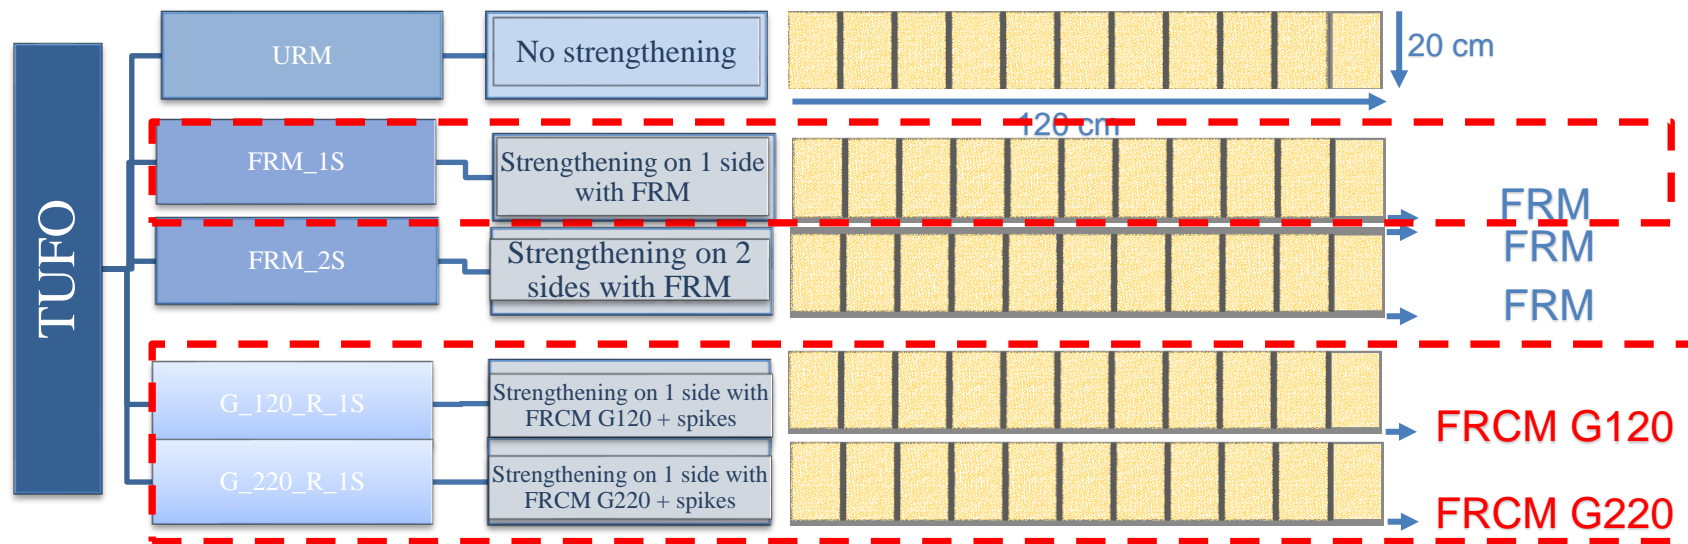 TUFO
URM
No strengthening
20 cm
120 cm
FRM_1S
Strengthening on 1 side
with FRM
FRM
FRM_2S
Strengthening on 2
sides with FRM
FRM
FRM
G_120_R_1S
Strengthening on 1 side with
FRCM G120 + spikes
FRCM G120
G_220_R_1S
Strengthening on 1 side with
FRCM G220 + spikes
FRCM G220